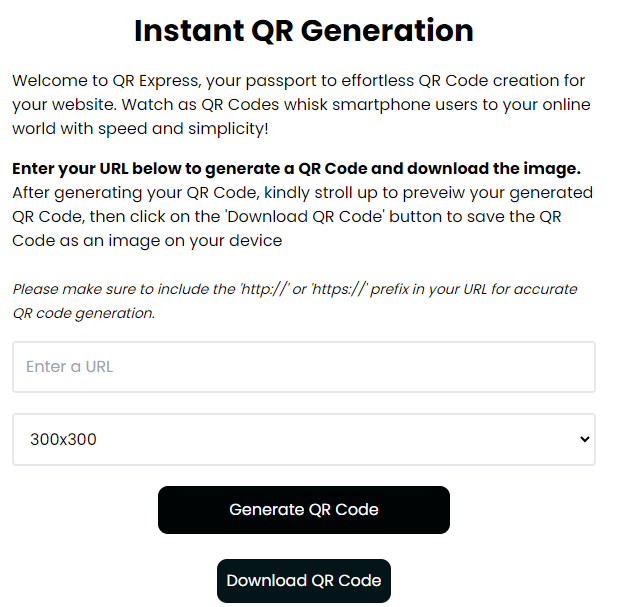 Instant QR Generation
Welcome to QR Express, your passport to effortless QR Code creation for
your website. Watch as QR Codes whisk smartphone users to your online
world with speed and simplicity!
Enter your URL below to generate a QR Code and download the image.
After generating your QR Code, kindly stroll up to preveiw your generated
QR Code, then click on the 'Download QR Code' button to save the QR
Code as an image on your device
Please make sure to include the 'http://' or 'https://' prefix in your URL for accurate
QR code generation.
Enter a URL
300x300
Generate QR Code
Download QR Code